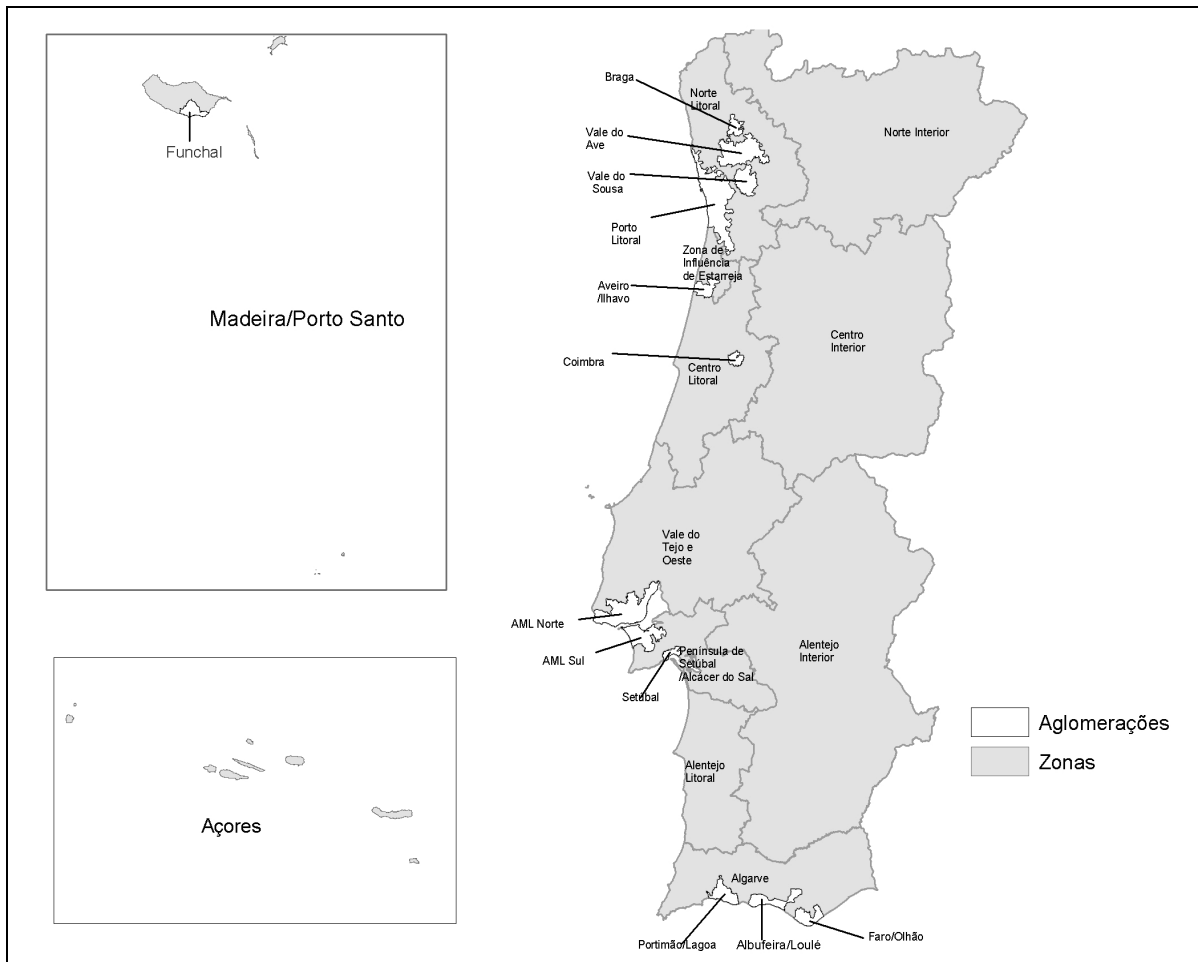 Funchal
Madeira/Porto Santo
Açores
Braga
Norte
Litoral
Norte Interior
Vale do
Ave
Vale do
Sousa
Porto
Litoral
Zona de
Influência
de Estarreja
Aveiro
/Ilhavo
Centro
Interior
Coimbra
Centro
Litoral
Vale do
Tejo e
Oeste
AML Norte
AML Sul
Península de
Setúbal
/Alcácer do Sal
Setúbal
Alentejo
Interior
Alentejo
Litoral
Aglomerações
Zonas
Algarve
Portimão/Lagoa
Albufeira/Loulé
Faro/Olhão